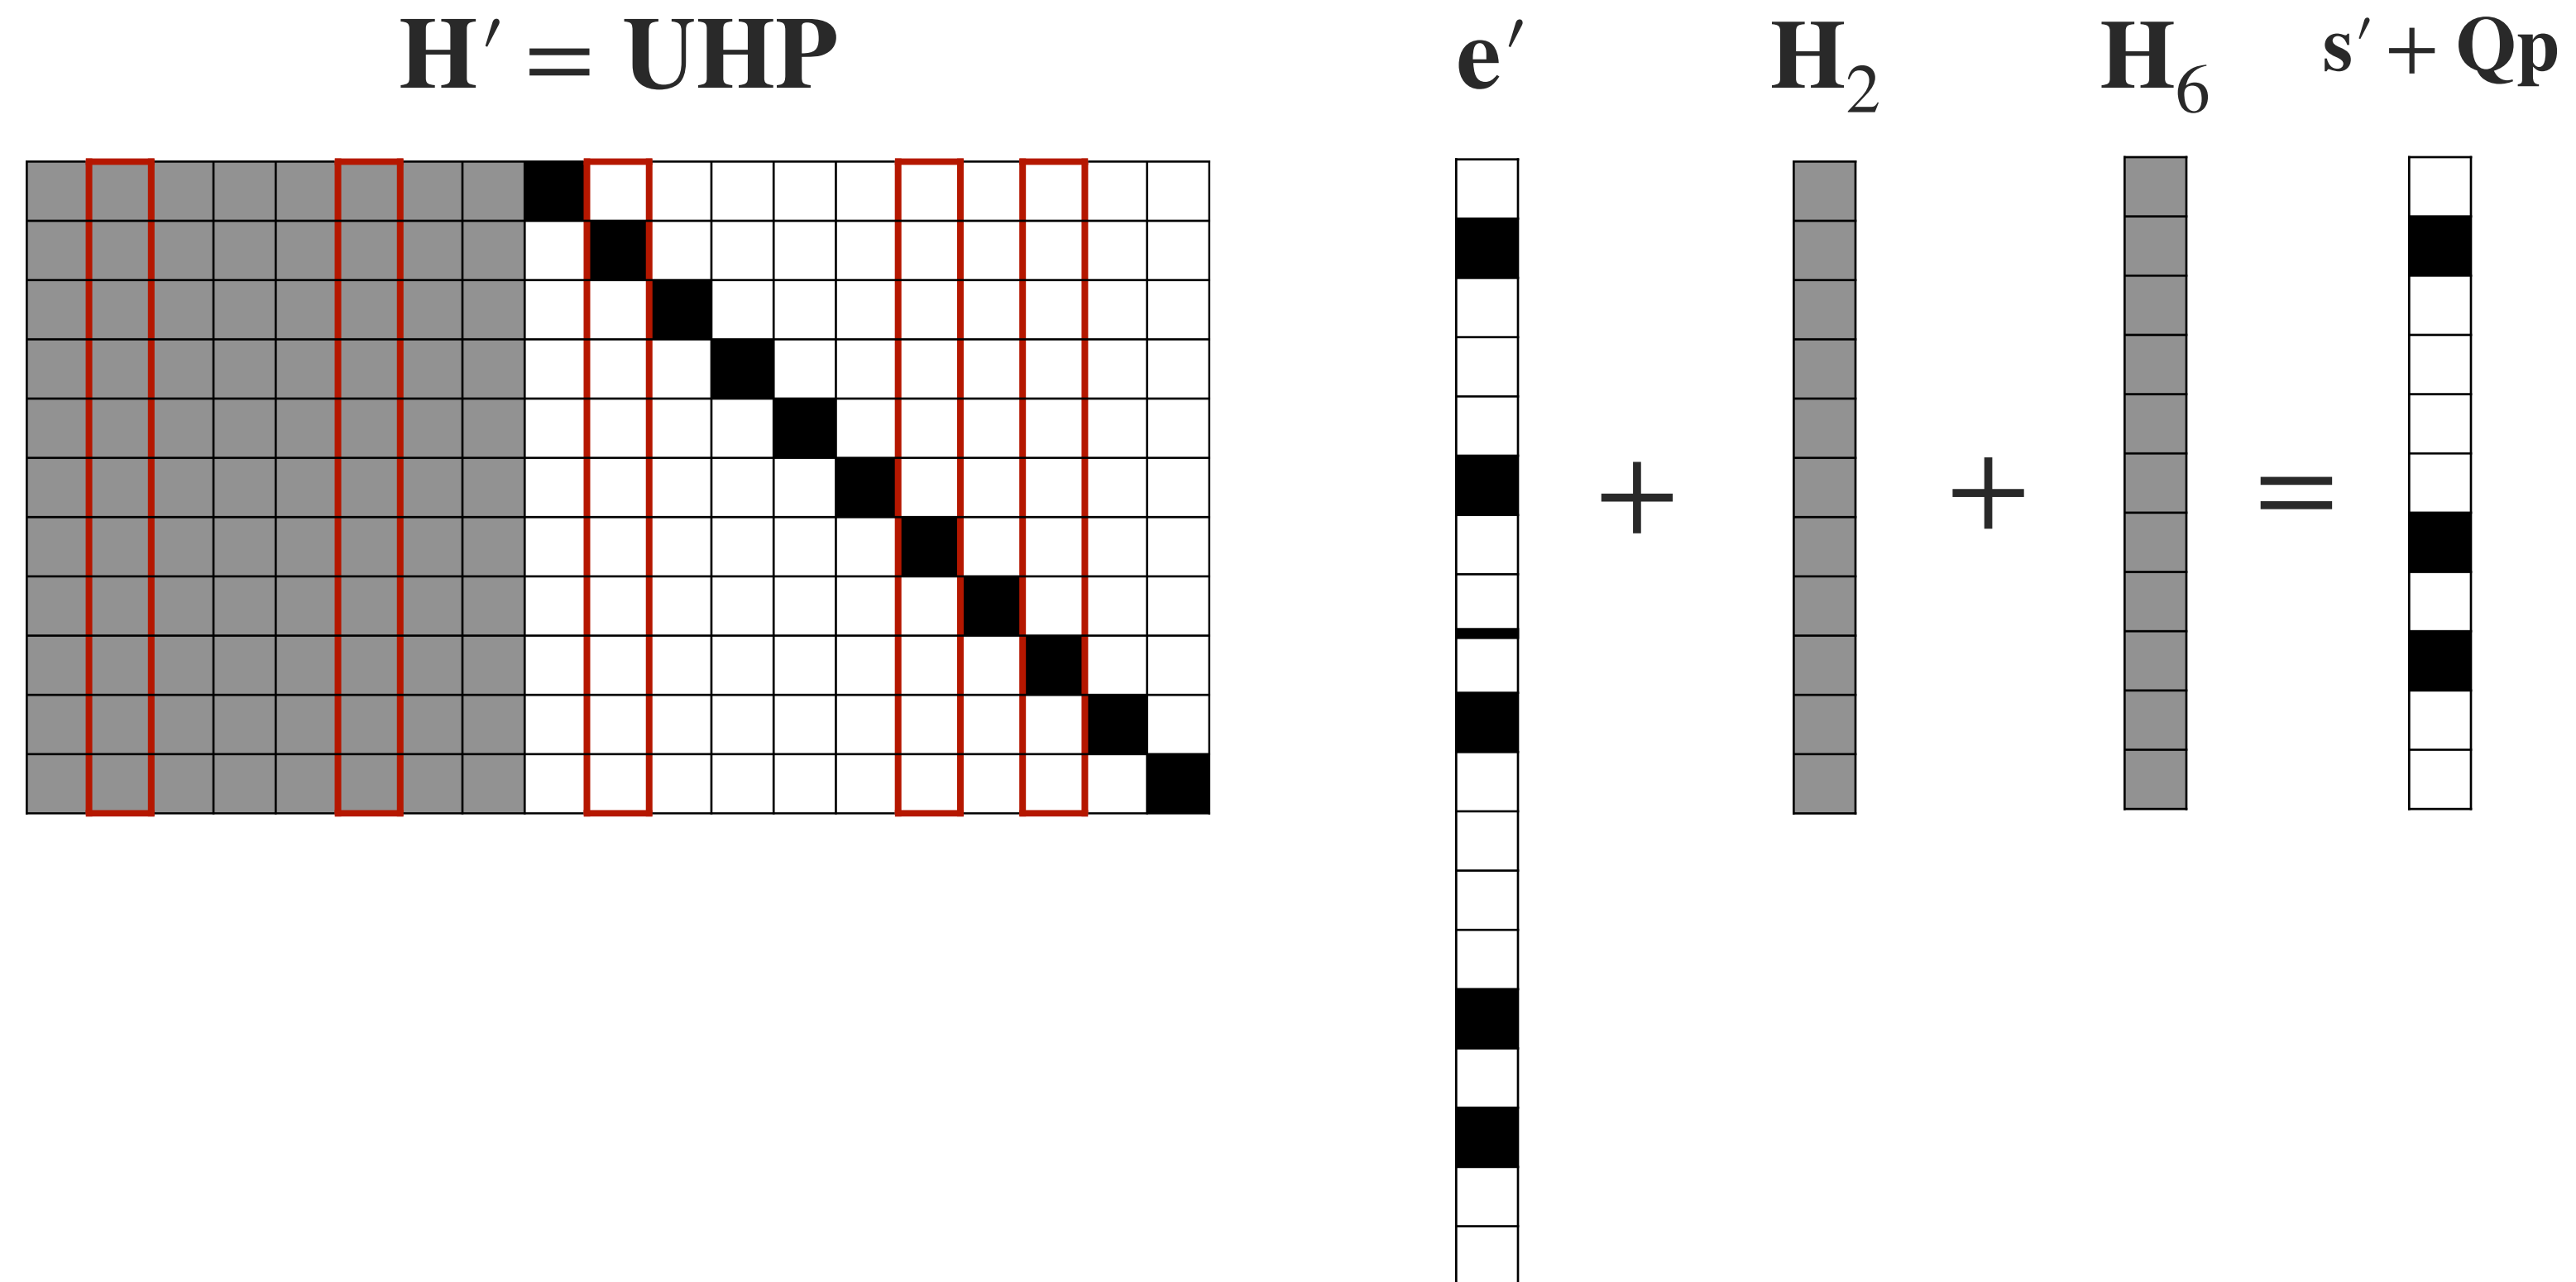 H′ = UHP e′ H₂ H₆ s′ + Qp
+ + =